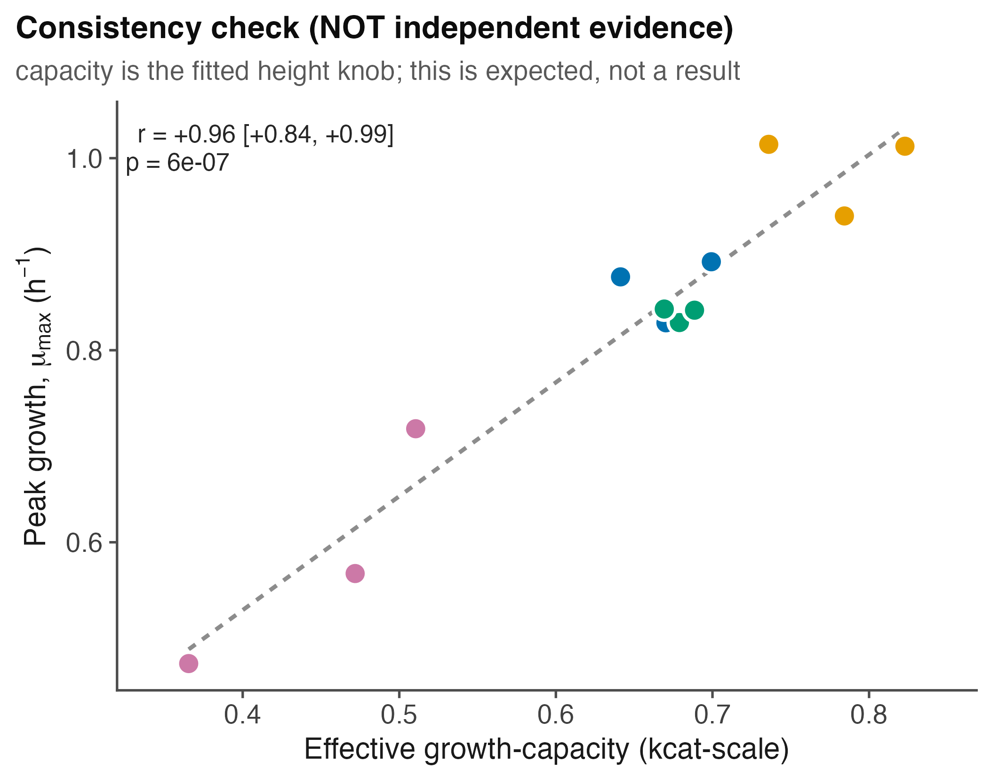 Consistency check (NOT independent evidence)
capacity is the fitted height knob; this is expected, not a result
r = +0.96 [+0.84, +0.99]
p = 6e-07
1.0
0.8
0.6
Peak growth, μmax (h⁻¹)
0.4 0.5 0.6 0.7 0.8
Effective growth-capacity (kcat-scale)